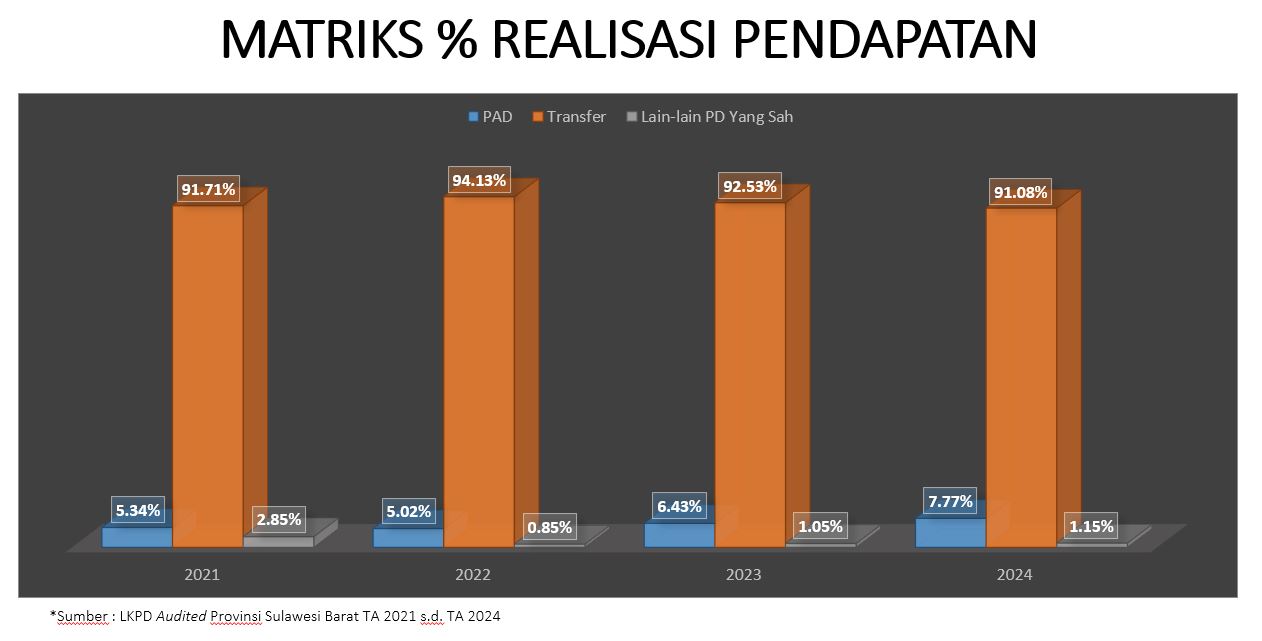 MATRIKS % REALISASI PENDAPATAN
PAD Transfer Lain-lain PD Yang Sah
91.71% 94.13% 92.53% 91.08%
5.34% 2.85% 5.02% 0.85% 6.43% 1.05% 7.77% 1.15%
2021 2022 2023 2024
*Sumber : LKPD Audited Provinsi Sulawesi Barat TA 2021 s.d. TA 2024